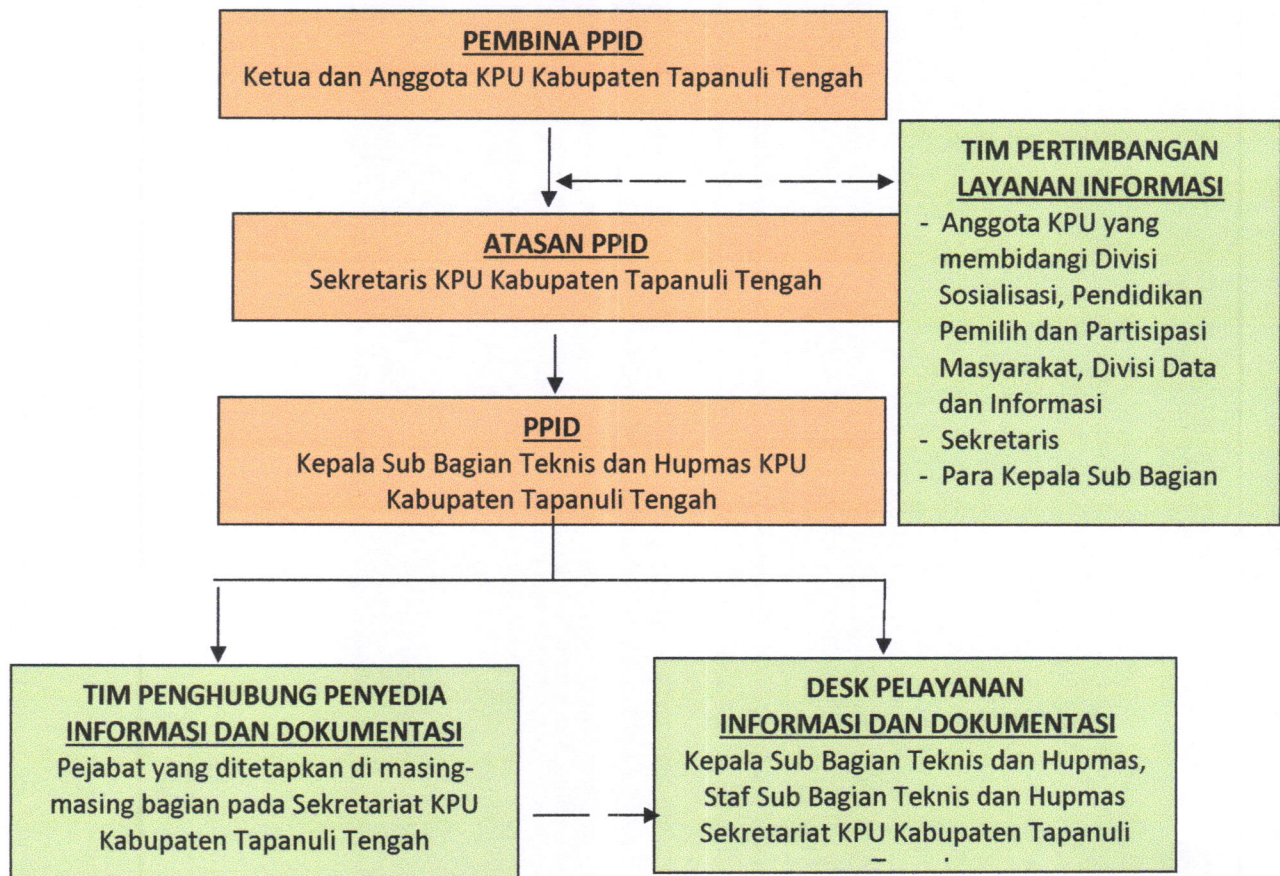 PEMBINA PPID
Ketua dan Anggota KPU Kabupaten Tapanuli Tengah
TIM PERTIMBANGAN
LAYANAN INFORMASI
- Anggota KPU yang
membidangi Divisi
Sosialisasi, Pendidikan
Pemilih dan Partisipasi
Masyarakat, Divisi Data
dan Informasi
- Sekretaris
- Para Kepala Sub Bagian
ATASAN PPID
Sekretaris KPU Kabupaten Tapanuli Tengah
PPID
Kepala Sub Bagian Teknis dan Hupmas KPU
Kabupaten Tapanuli Tengah
TIM PENGHUBUNG PENYEDIA
INFORMASI DAN DOKUMENTASI
Pejabat yang ditetapkan di masing-
masing bagian pada Sekretariat KPU
Kabupaten Tapanuli Tengah
DESK PELAYANAN
INFORMASI DAN DOKUMENTASI
Kepala Sub Bagian Teknis dan Hupmas,
Staf Sub Bagian Teknis dan Hupmas
Sekretariat KPU Kabupaten Tapanuli